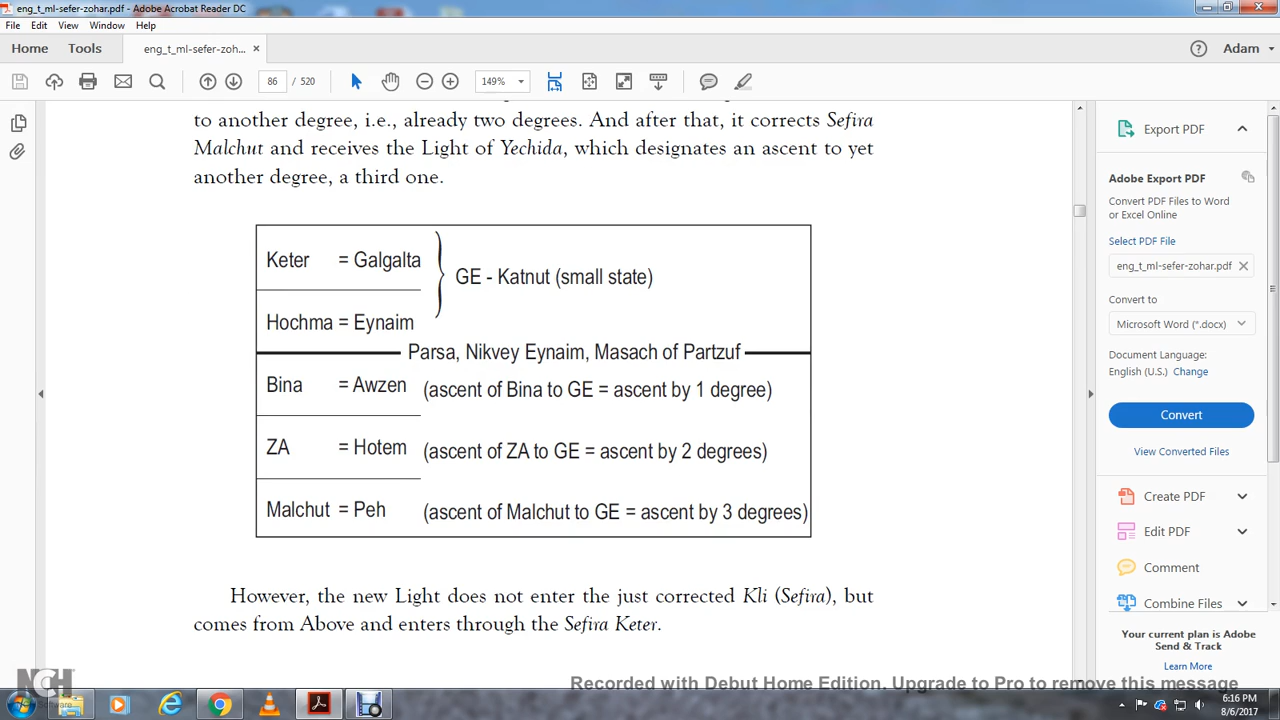 eng_t_ml-sefer-zohar.pdf - Adobe Acrobat Reader DC
File Edit View Window Help
Home Tools eng_t_ml-sefer-zoh... × Adam
86 / 520 149%
to another degree, i.e., already two degrees. And after that, it corrects Sefira
Malchut and receives the Light of Yechida, which designates an ascent to yet
another degree, a third one.
Keter = Galgalta
GE - Katnut (small state)
Hochma = Eynaim
Parsa, Nikvey Eynaim, Masach of Partzuf
Bina = Awzen (ascent of Bina to GE = ascent by 1 degree)
ZA = Hotem (ascent of ZA to GE = ascent by 2 degrees)
Malchut = Peh (ascent of Malchut to GE = ascent by 3 degrees)
However, the new Light does not enter the just corrected Kli (Sefira), but
comes from Above and enters through the Sefira Keter.
Export PDF
Adobe Export PDF
Convert PDF Files to Word
or Excel Online
Select PDF File
eng_t_ml-sefer-zohar.pdf
Convert to
Microsoft Word (*.docx)
Document Language:
English (U.S.) Change
Convert
View Converted Files
Create PDF
Edit PDF
Comment
Combine Files
Your current plan is Adobe
Send & Track
Learn More
NCH
Software
Recorded with Debut Home Edition. Upgrade to Pro to remove this message
6:16 PM
8/6/2017